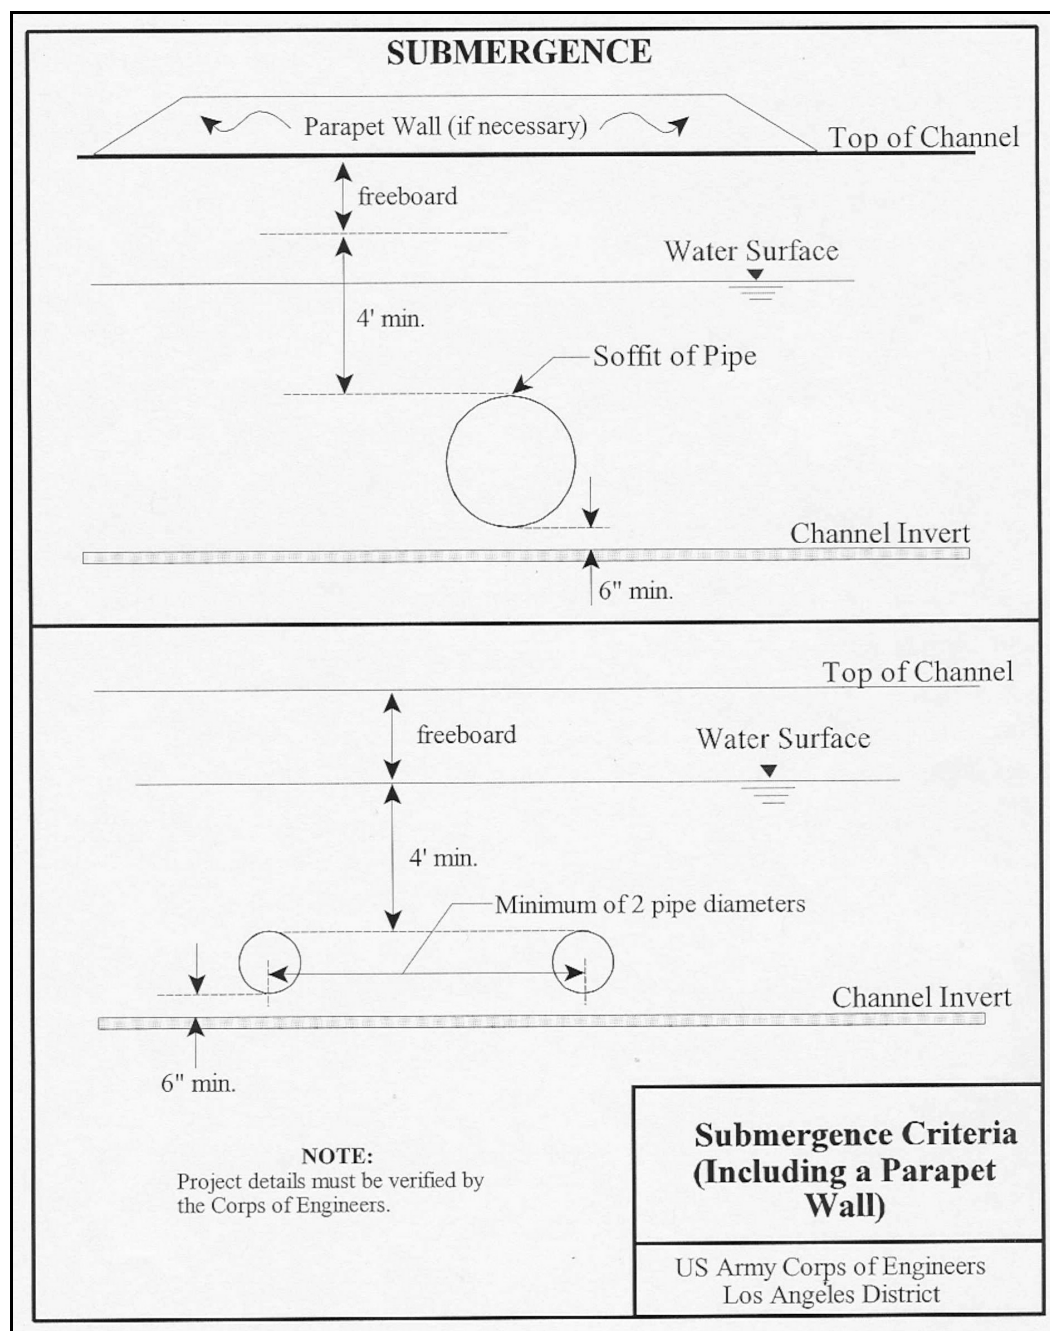 SUBMERGENCE
Parapet Wall (if necessary)
Top of Channel
freeboard
Water Surface
4' min.
Soffit of Pipe
Channel Invert
6" min.
Top of Channel
freeboard
Water Surface
4' min.
Minimum of 2 pipe diameters
Channel Invert
6" min.
NOTE:
Project details must be verified by
the Corps of Engineers.
Submergence Criteria
(Including a Parapet
Wall)
US Army Corps of Engineers
Los Angeles District